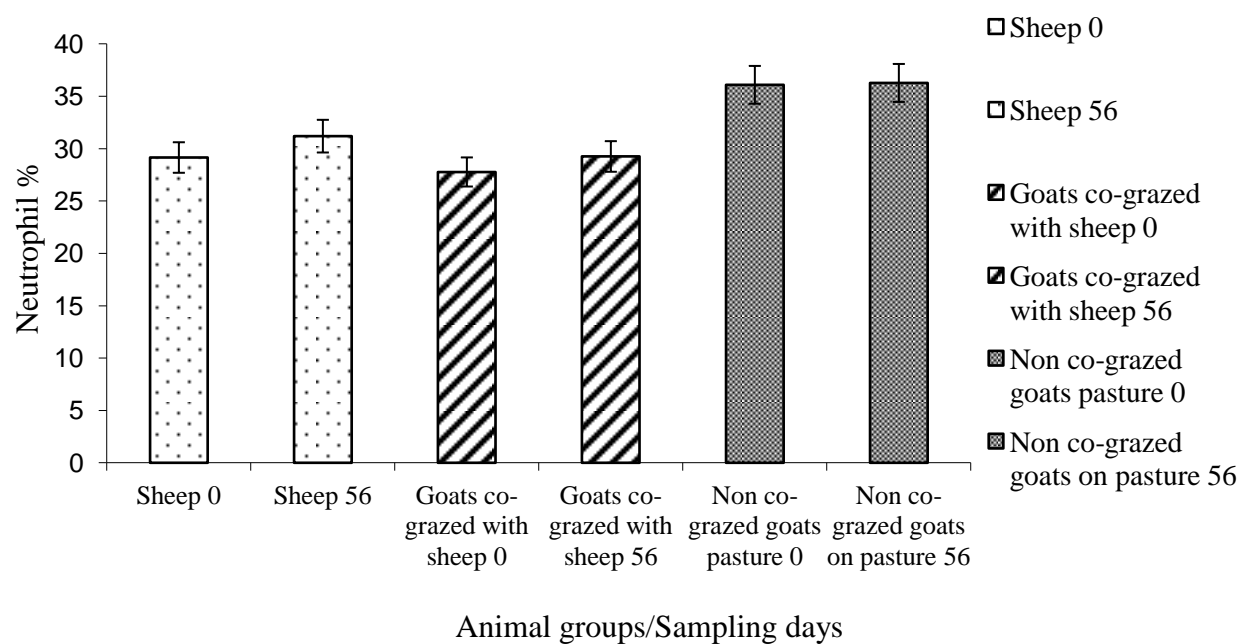 40
35
30
25
20
15
10
5
0
Neutrophil %
Sheep 0
Sheep 56
Goats co-
grazed with
sheep 0
Goats co-
grazed with
sheep 56
Non co-
grazed goats
pasture 0
Non co-
grazed goats
on pasture 56
Animal groups/Sampling days
Sheep 0
Sheep 56
Goats co-grazed
with sheep 0
Goats co-grazed
with sheep 56
Non co-grazed
goats pasture 0
Non co-grazed
goats on pasture 56